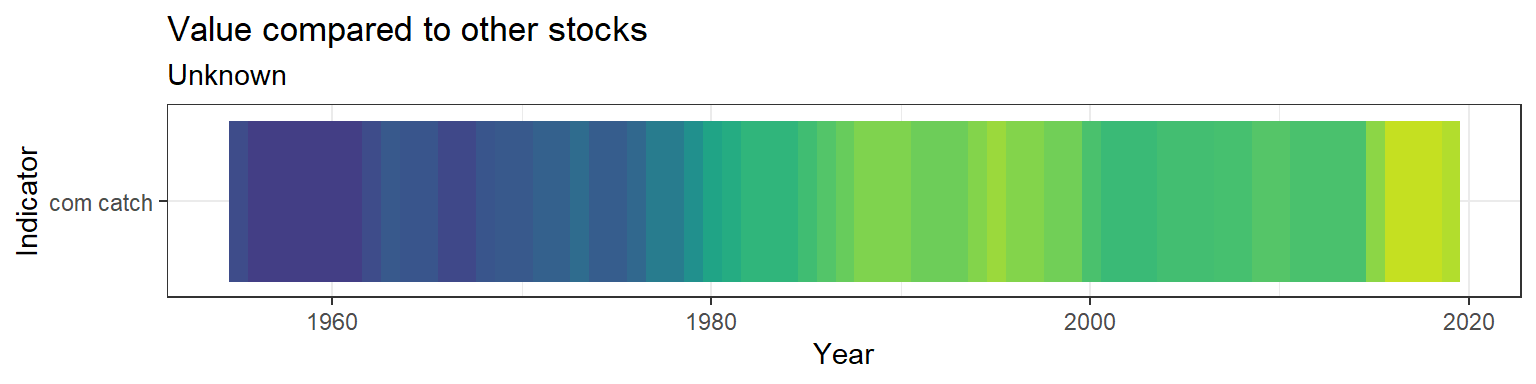 Value compared to other stocks
Unknown
Indicator
com catch
1960 1980 2000 2020
Year